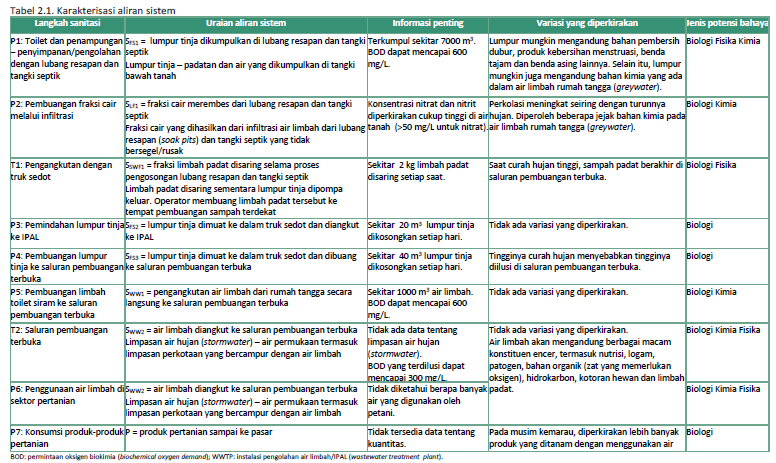 Tabel 2.1. Karakterisasi aliran sistem
Langkah sanitasi
Uraian aliran sistem
Informasi penting
Variasi yang diperkirakan
Jenis potensi bahaya
P1: Toilet dan penampungan
– penyimpanan/pengolahan
dengan lubang resapan dan
tangki septik
SFS1 = lumpur tinja dikumpulkan di lubang resapan dan tangki
septik
Lumpur tinja – padatan dan air yang dikumpulkan di tangki
bawah tanah
Terkumpul sekitar 7000 m³.
BOD dapat mencapai 600
mg/L.
Lumpur mungkin mengandung bahan pembersih
dubur, produk kebersihan menstruasi, benda
tajam dan benda asing lainnya. Selain itu, lumpur
mungkin juga mengandung bahan kimia yang ada
dalam air limbah rumah tangga (greywater).
Biologi Fisika Kimia
P2: Pembuangan fraksi cair
melalui infiltrasi
SLF1 = fraksi cair merembes dari lubang resapan dan tangki
septik
Fraksi cair yang dihasilkan dari infiltrasi air limbah dari lubang
resapan (soak pits) dan tangki septik yang tidak
bersegel/rusak
Konsentrasi nitrat dan nitrit
diperkirakan cukup tinggi di air
tanah (>50 mg/L untuk nitrat).
Perkolasi meningkat seiring dengan turunnya
hujan. Diperoleh beberapa jejak bahan kimia pada
air limbah rumah tangga (greywater).
Biologi Kimia
T1: Pengangkutan dengan
truk sedot
SSWF1 = fraksi limbah padat disaring selama proses
pengosongan lubang resapan dan tangki septik
Limbah padat disaring sementara lumpur tinja dipompa
keluar. Operator membuang limbah padat tersebut ke
tempat pembuangan sampah terdekat
Sekitar 2 kg limbah padat
disaring setiap saat.
Saat curah hujan tinggi, sampah padat berakhir di
saluran pembuangan terbuka.
Biologi Fisika
P3: Pemindahan lumpur tinja
ke IPAL
SFS2 = lumpur tinja dimuat ke dalam truk sedot dan diangkut
ke IPAL
Sekitar 20 m³ lumpur tinja
dikosongkan setiap hari.
Tidak ada variasi yang diperkirakan.
Biologi
P4: Pembuangan lumpur
tinja ke saluran pembuangan
terbuka
SFS3 = lumpur tinja dimuat ke dalam truk sedot dan dibuang
ke saluran pembuangan terbuka
Sekitar 40 m³ lumpur tinja
dikosongkan setiap hari.
Tingginya curah hujan menyebabkan tingginya
diilusi di saluran pembuangan terbuka.
Biologi
P5: Pembuangan limbah
toilet siram ke saluran
pembuangan terbuka
SWW1 = pengangkutan air limbah dari rumah tangga secara
langsung ke saluran pembuangan terbuka
Sekitar 1000 m³ air limbah.
BOD dapat mencapai 600
mg/L.
Tidak ada variasi yang diperkirakan.
Biologi Kimia
T2: Saluran pembuangan
terbuka
SWW2 = air limbah diangkut ke saluran pembuangan terbuka
Limpasan air hujan (stormwater) – air permukaan termasuk
limpasan perkotaan yang bercampur dengan air limbah
Tidak ada data tentang
limpasan air hujan
(stormwater).
BOD yang terdilusi dapat
mencapai 300 mg/L.
Tidak ada variasi yang diperkirakan.
Air limbah akan mengandung berbagai macam
konstituen encer, termasuk nutrisi, logam,
patogen, bahan organik (zat yang memerlukan
oksigen), hidrokarbon, kotoran hewan dan limbah
padat.
Biologi Kimia Fisika
P6: Penggunaan air limbah di
sektor pertanian
SWW2 = air limbah diangkut ke saluran pembuangan terbuka
Limpasan air hujan (stormwater) – air permukaan termasuk
limpasan perkotaan yang bercampur dengan air limbah
Tidak diketahui berapa banyak
air yang digunakan oleh
petani.
Biologi Kimia Fisika
P7: Konsumsi produk-produk
pertanian
P = produk pertanian sampai ke pasar
Tidak tersedia data tentang
kuantitas.
Pada musim kemarau, diperkirakan lebih banyak
produk yang ditanam dengan menggunakan air
Biologi
BOD: permintaan oksigen biokimia (biochemical oxygen demand); WWTP: instalasi pengolahan air limbah/IPAL (wastewater treatment plant).